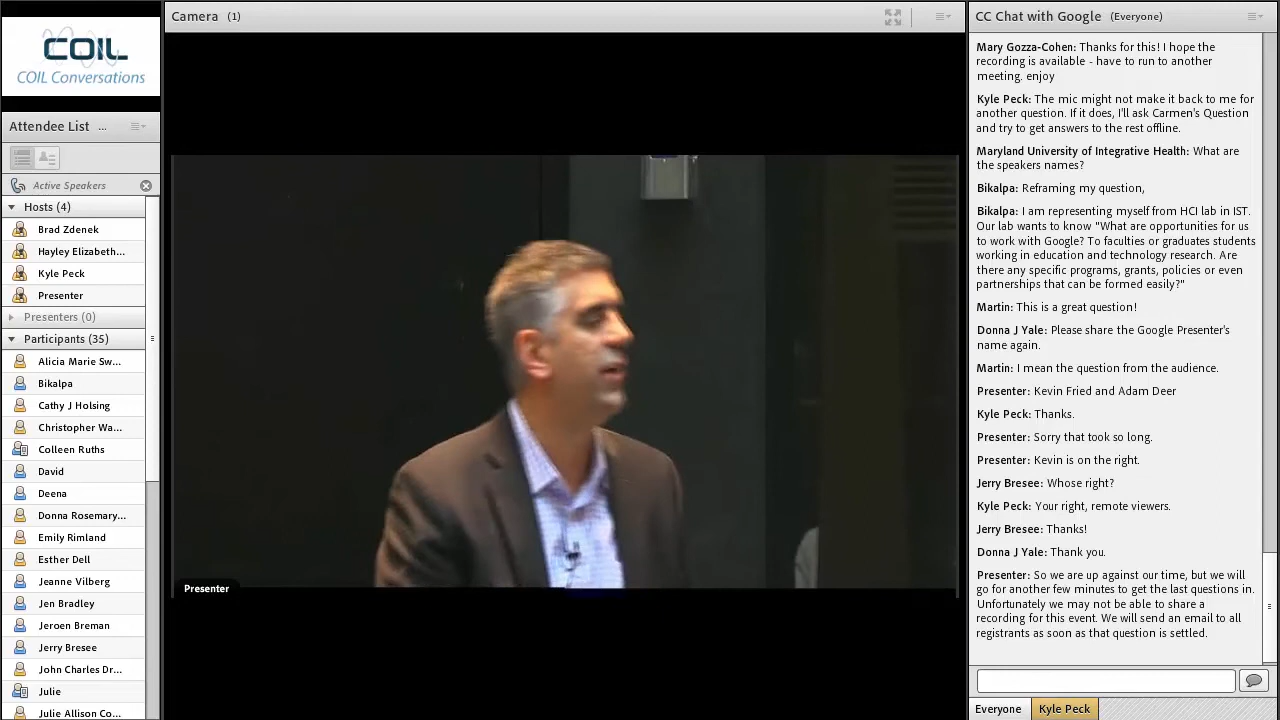 COIL
COIL Conversations
Attendee List ...
Active Speakers
Hosts (4)
Brad Zdenek
Hayley Elizabeth...
Kyle Peck
Presenter
Presenters (0)
Participants (35)
Alicia Marie Sw...
Bikalpa
Cathy J Holsing
Christopher Wa...
Colleen Ruths
David
Deena
Donna Rosemary...
Emily Rimland
Esther Dell
Jeanne Vilberg
Jen Bradley
Jeroen Breman
Jerry Bresee
John Charles Dr...
Julie
Julie Allison Co...
Camera (1)
Presenter
CC Chat with Google (Everyone)
Mary Gozza-Cohen: Thanks for this! I hope the
recording is available - have to run to another
meeting. enjoy
Kyle Peck: The mic might not make it back to me for
another question. If it does, I'll ask Carmen's Question
and try to get answers to the rest offline.
Maryland University of Integrative Health: What are
the speakers names?
Bikalpa: Reframing my question,
Bikalpa: I am representing myself from HCI lab in IST.
Our lab wants to know "What are opportunities for us
to work with Google? To faculties or graduates students
working in education and technology research. Are
there any specific programs, grants, policies or even
partnerships that can be formed easily?"
Martin: This is a great question!
Donna J Yale: Please share the Google Presenter's
name again.
Martin: I mean the question from the audience.
Presenter: Kevin Fried and Adam Deer
Kyle Peck: Thanks.
Presenter: Sorry that took so long.
Presenter: Kevin is on the right.
Jerry Bresee: Whose right?
Kyle Peck: Your right, remote viewers.
Jerry Bresee: Thanks!
Donna J Yale: Thank you.
Presenter: So we are up against our time, but we will
go for another few minutes to get the last questions in.
Unfortunately we may not be able to share a
recording for this event. We will send an email to all
registrants as soon as that question is settled.
Everyone
Kyle Peck